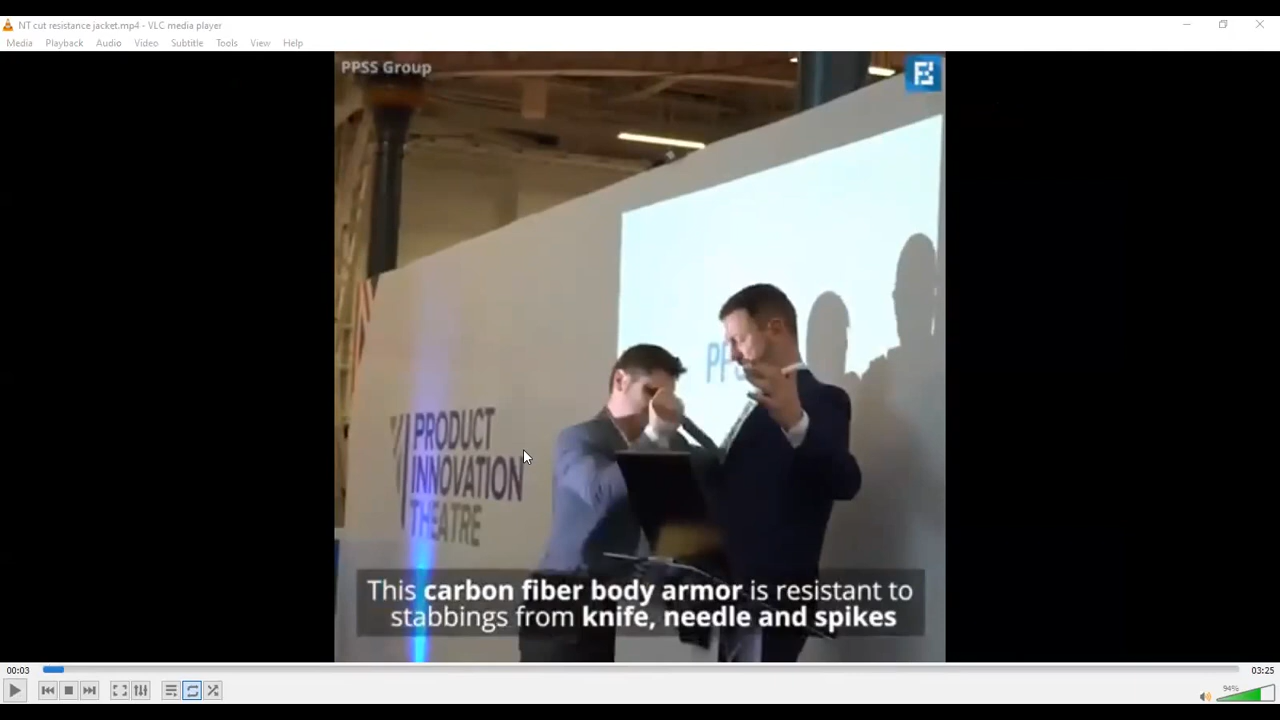 NT cut resistance jacket.mp4 - VLC media player
Media Playback Audio Video Subtitle Tools View Help
PPSS Group
PRODUCT
INNOVATION
THEATRE
This carbon fiber body armor is resistant to
stabbings from knife, needle and spikes
00:03
03:25
94%